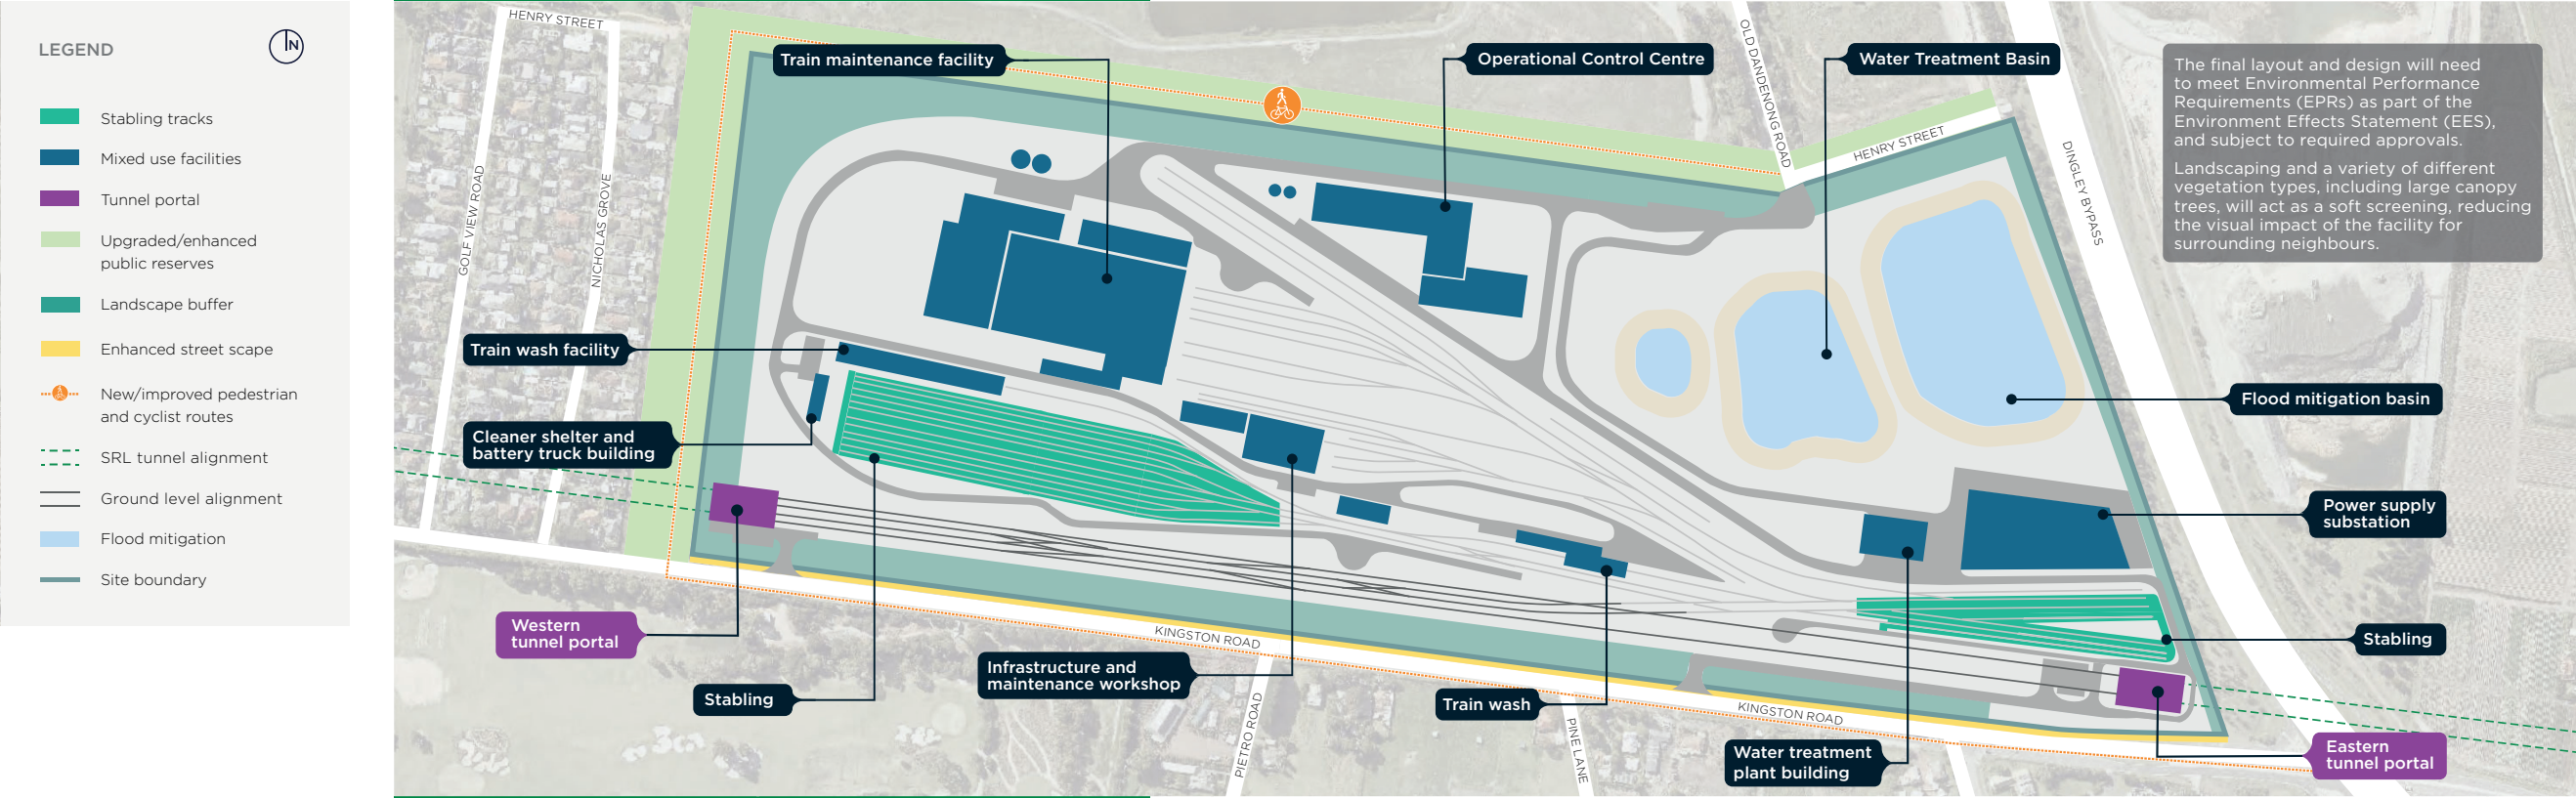 LEGEND
N
Stabling tracks
Mixed use facilities
Tunnel portal
Upgraded/enhanced
public reserves
Landscape buffer
Enhanced street scape
New/improved pedestrian
and cyclist routes
SRL tunnel alignment
Ground level alignment
Flood mitigation
Site boundary
HENRY STREET
GOLF VIEW ROAD
NICHOLAS GROVE
Train maintenance facility
Operational Control Centre
OLD DANDENONG ROAD
Water Treatment Basin
HENRY STREET
DINGLEY BYPASS
The final layout and design will need
to meet Environmental Performance
Requirements (EPRs) as part of the
Environment Effects Statement (EES),
and subject to required approvals.
Landscaping and a variety of different
vegetation types, including large canopy
trees, will act as a soft screening, reducing
the visual impact of the facility for
surrounding neighbours.
Train wash facility
Cleaner shelter and
battery truck building
Flood mitigation basin
Power supply
substation
Western
tunnel portal
Stabling
KINGSTON ROAD
Infrastructure and
maintenance workshop
PIETRO ROAD
Train wash
PINE LANE
KINGSTON ROAD
Water treatment
plant building
Stabling
Eastern
tunnel portal